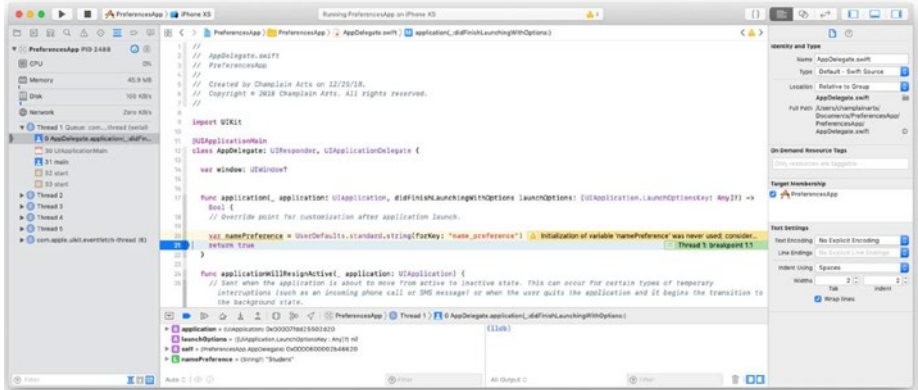 PreferencesApp
iPhone XS
Running PreferencesApp on iPhone XS
PreferencesApp PID 2488
CPU
0%
Memory
45.9 MB
Disk
Network
Zero KB/s
Thread 1 Queue: com....thread (serial)
0 AppDelegate.application(_:didFin...
30 UIApplicationMain
31 main
32 start
33 start
Thread 2
Thread 3
Thread 4
Thread 5
com.apple.uikit.eventfetch-thread (6)
Filter
PreferencesApp
PreferencesApp
AppDelegate.swift
application(_:didFinishLaunchingWithOptions:)
//
// AppDelegate.swift
// PreferencesApp
//
// Created by Champlain Arts on 12/25/18.
// Copyright © 2018 Champlain Arts. All rights reserved.
//
import UIKit
@UIApplicationMain
class AppDelegate: UIResponder, UIApplicationDelegate {
var window: UIWindow?
func application(_ application: UIApplication, didFinishLaunchingWithOptions launchOptions: [UIApplication.LaunchOptionsKey: Any]?) ->
Bool {
// Override point for customization after application launch.
var namePreference = UserDefaults.standard.string(forKey: "name_preference")
Initialization of variable 'namePreference' was never used; consider...
21
return true
Thread 1: breakpoint 1.1
}
func applicationWillResignActive(_ application: UIApplication) {
// Sent when the application is about to move from active to inactive state. This can occur for certain types of temporary
interruptions (such as an incoming phone call or SMS message) or when the user quits the application and it begins the transition to
the background state.
PreferencesApp
Thread 1
0 AppDelegate.application(_:didFinishLaunchingWithOptions:)
application = (UIApplication)
launchOptions = ([UIApplication.LaunchOptionsKey : Any]?) nil
self = (PreferencesApp.AppDelegate)
namePreference = (String?) "Student"
(lldb)
Auto
Filter
All Output
Filter
Identity and Type
Name
AppDelegate.swift
Type
Default - Swift Source
Location
Relative to Group
AppDelegate.swift
Full Path
/Users/champlainarts/
Documents/PreferencesApp/
PreferencesApp/
AppDelegate.swift
On Demand Resource Tags
Only resources are taggable
Target Membership
PreferencesApp
Text Settings
Text Encoding
No Explicit Encoding
Line Endings
No Explicit Line Endings
Indent Using
Spaces
Widths
2
2
Tab
Indent
Wrap lines